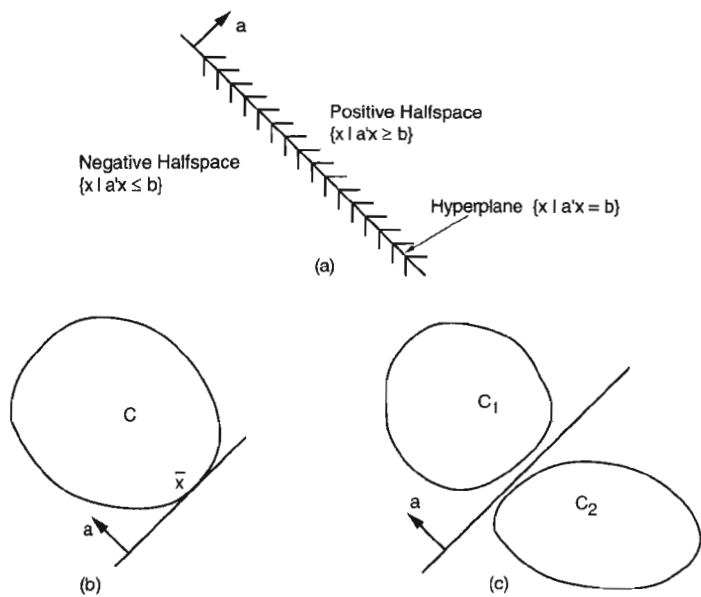 a
Positive Halfspace
{x | a'x ≥ b}
Negative Halfspace
{x | a'x ≤ b}
Hyperplane {x | a'x = b}
(a)
C
x̄
a
(b)
C₁
C₂
a
(c)